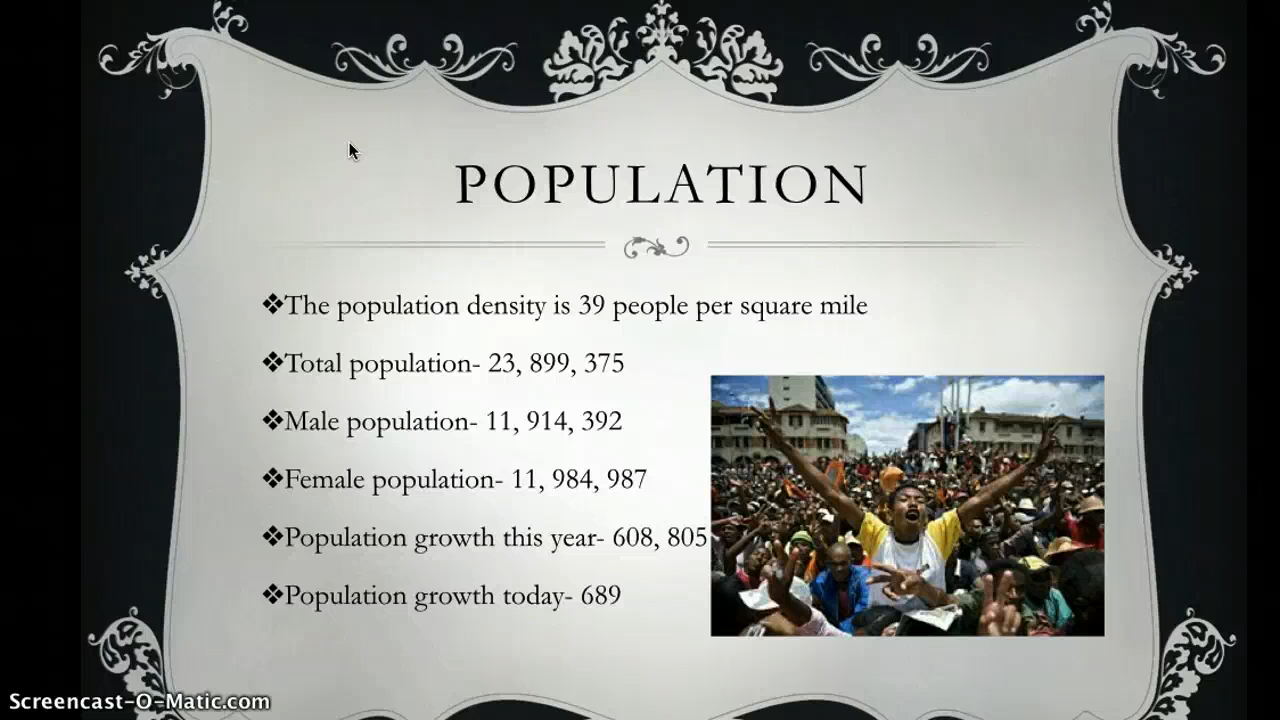 POPULATION
❖The population density is 39 people per square mile
❖Total population- 23, 899, 375
❖Male population- 11, 914, 392
❖Female population- 11, 984, 987
❖Population growth this year- 608, 805
❖Population growth today- 689
Screencast-O-Matic.com